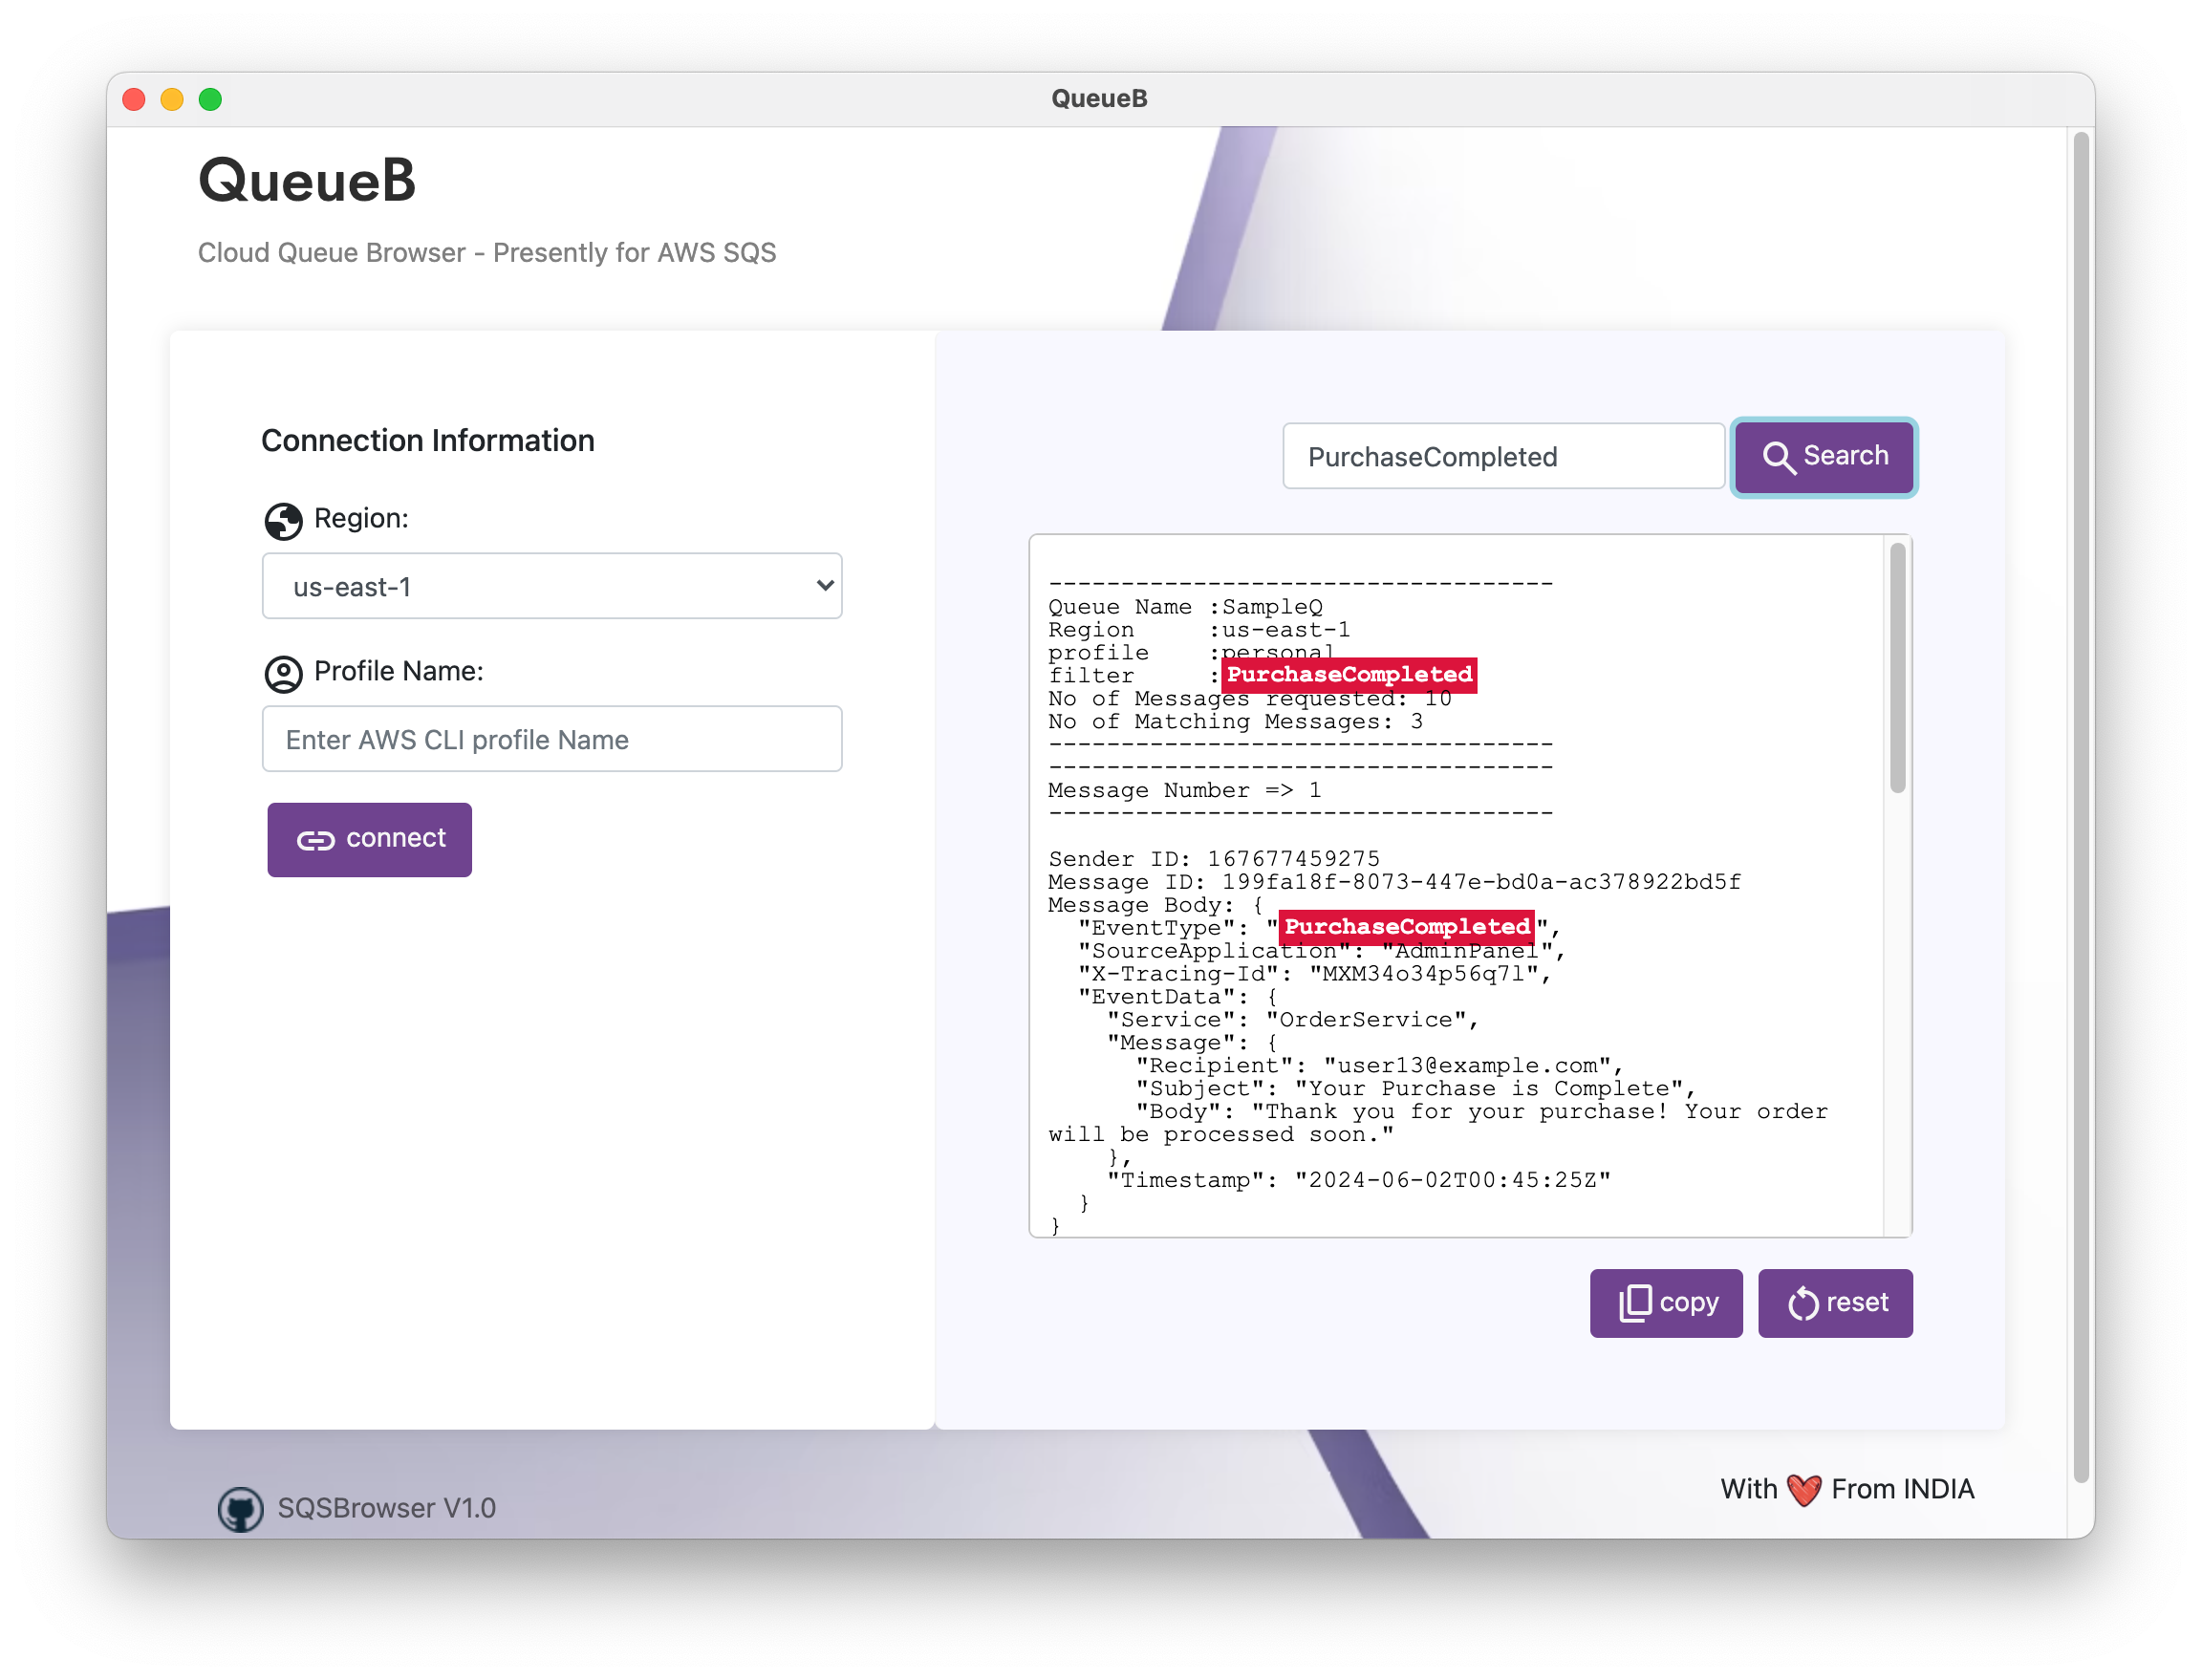 QueueB
QueueB
Cloud Queue Browser - Presently for AWS SQS
Connection Information
Region:
us-east-1
Profile Name:
Enter AWS CLI profile Name
connect
PurchaseCompleted
Search
-----------------------------------
Queue Name :SampleQ
Region     :us-east-1
profile    :personal
filter     :PurchaseCompleted
No of Messages requested: 10
No of Matching Messages: 3
-----------------------------------
-----------------------------------
Message Number => 1
-----------------------------------
Sender ID: 167677459275
Message ID: 199fa18f-8073-447e-bd0a-ac378922bd5f
Message Body: {
  "EventType": "PurchaseCompleted",
  "SourceApplication": "AdminPanel",
  "X-Tracing-Id": "MXM34o34p56q7l",
  "EventData": {
    "Service": "OrderService",
    "Message": {
      "Recipient": "user13@example.com",
      "Subject": "Your Purchase is Complete",
      "Body": "Thank you for your purchase! Your order
will be processed soon."
    },
    "Timestamp": "2024-06-02T00:45:25Z"
  }
}
copy
reset
SQSBrowser V1.0
With ❤️ From INDIA